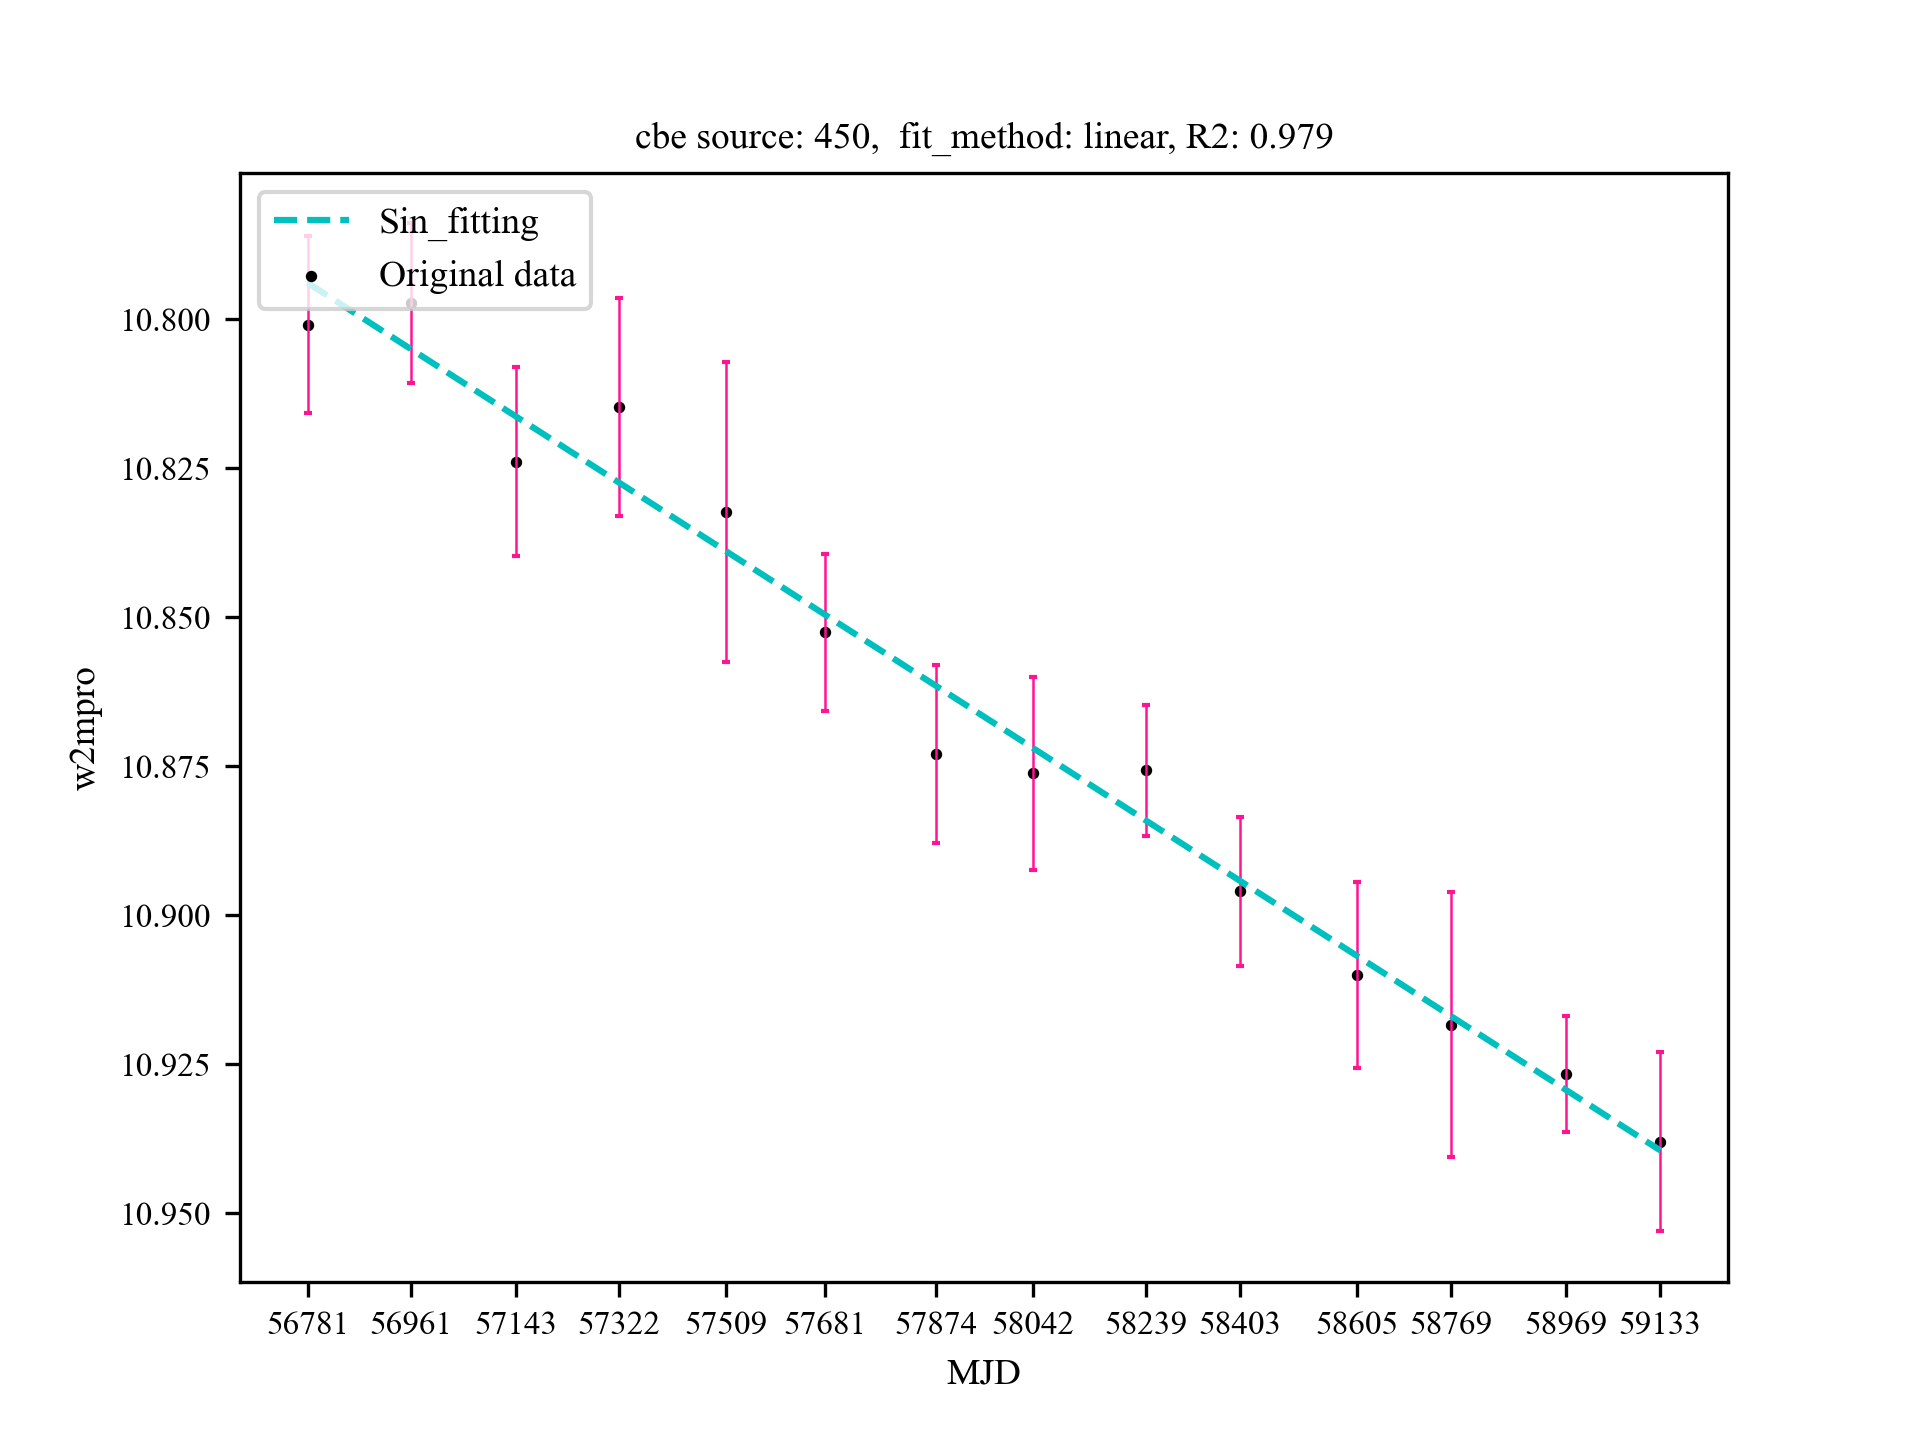 cbe source: 450,  fit_method: linear, R2: 0.979
Sin_fitting
Original data
10.800
10.825
10.850
10.875
10.900
10.925
10.950
w2mpro
56781 56961 57143 57322 57509 57681 57874 58042 58239 58403 58605 58769 58969 59133
MJD